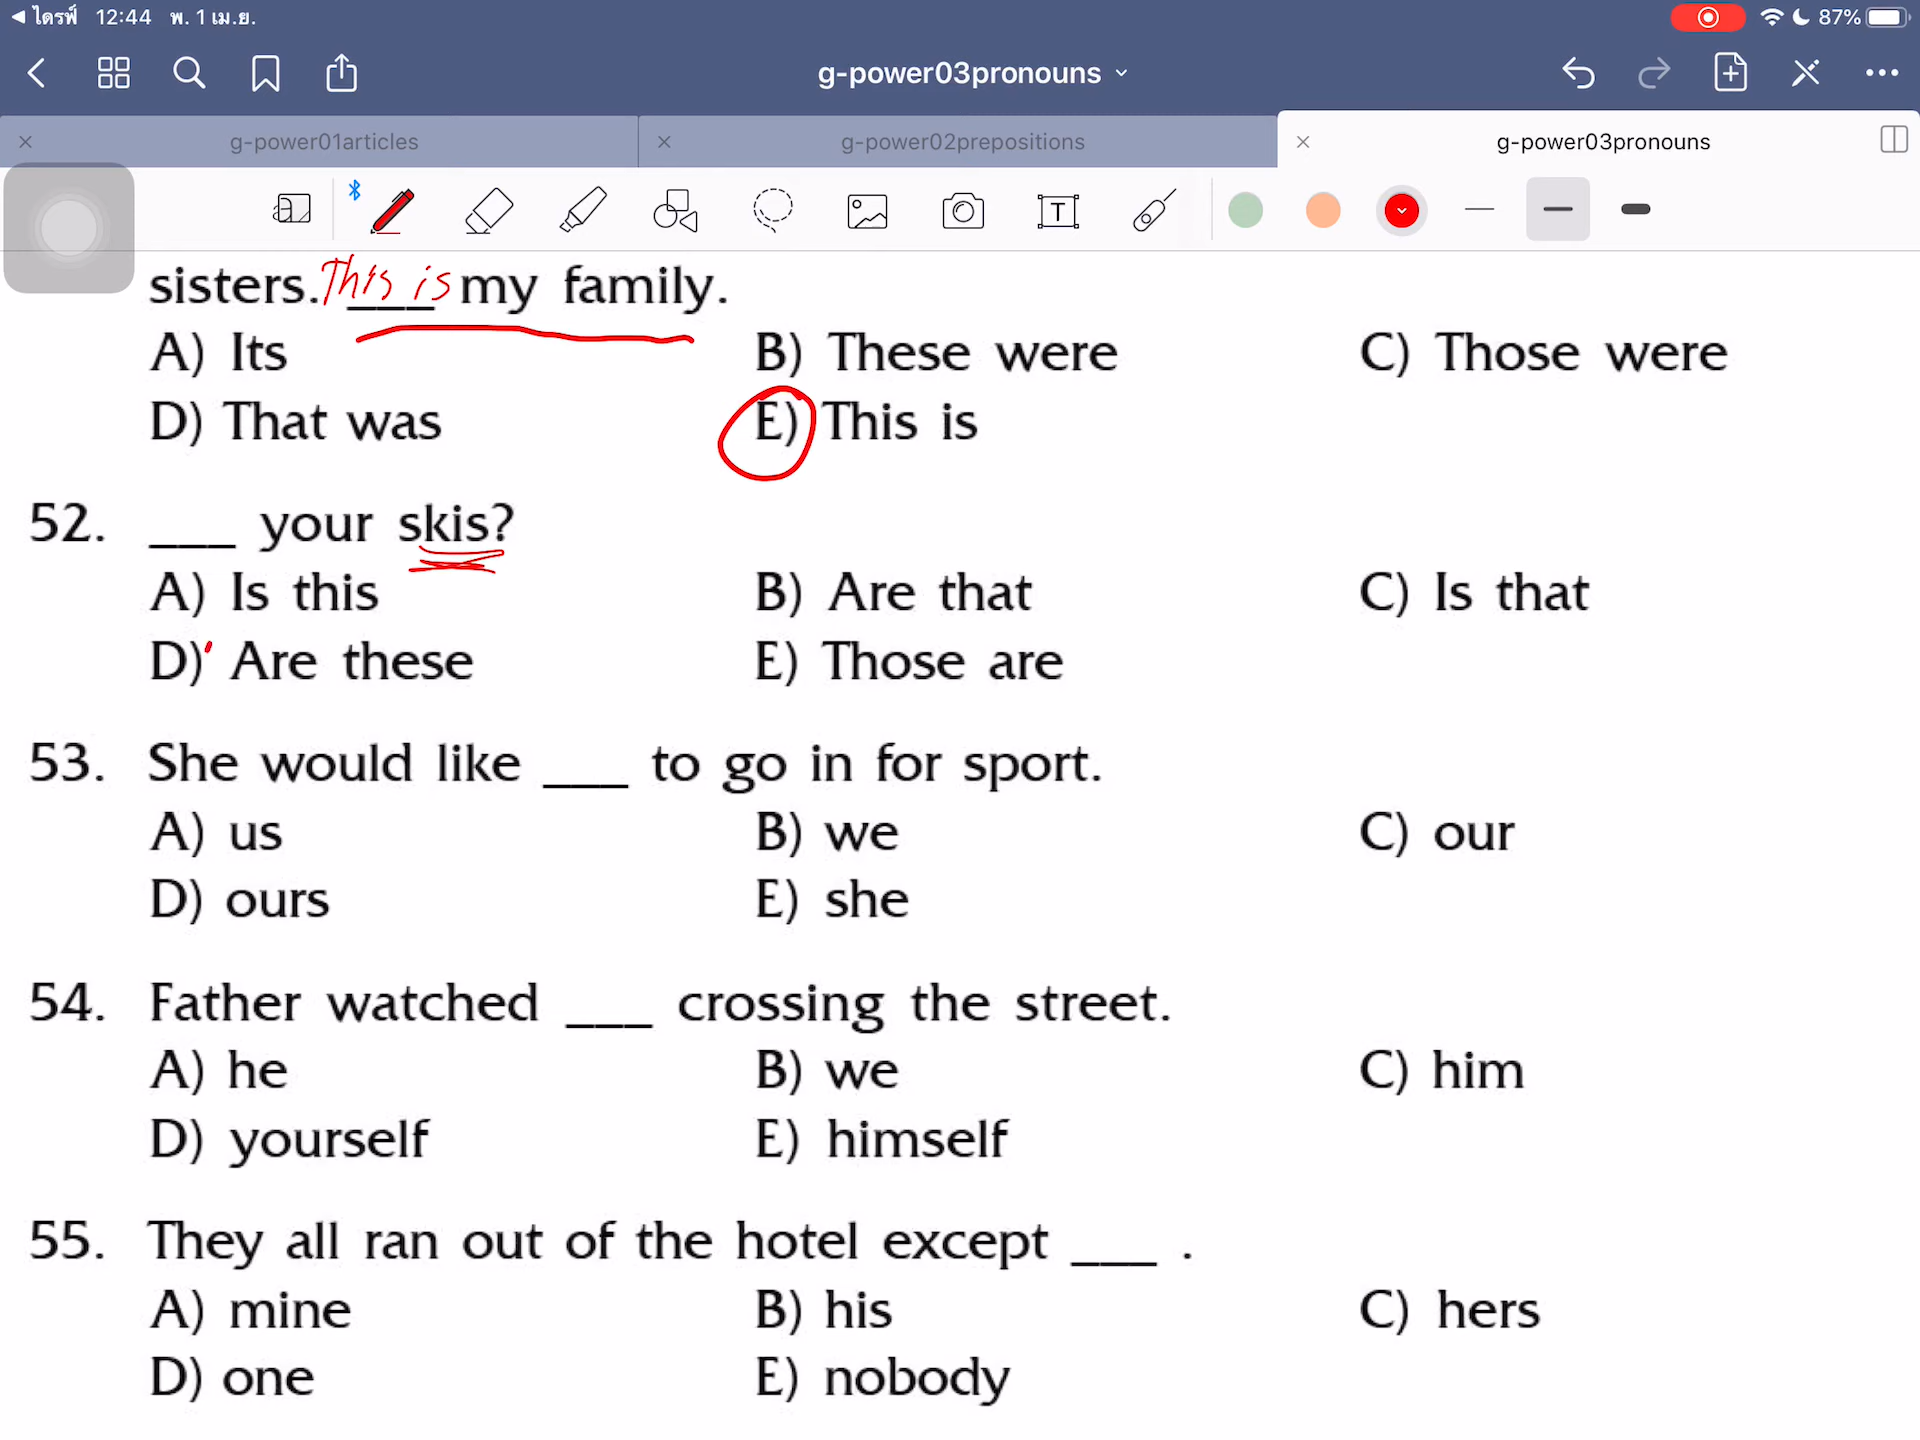 ไดรฟ์ 12:44 พ. 1 เม.ย. 87%
g-power03pronouns
g-power01articles g-power02prepositions g-power03pronouns
sisters. This is ___ my family.
A) Its B) These were C) Those were
D) That was E) This is
52. ___ your skis?
A) Is this B) Are that C) Is that
D) Are these E) Those are
53. She would like ___ to go in for sport.
A) us B) we C) our
D) ours E) she
54. Father watched ___ crossing the street.
A) he B) we C) him
D) yourself E) himself
55. They all ran out of the hotel except ___ .
A) mine B) his C) hers
D) one E) nobody